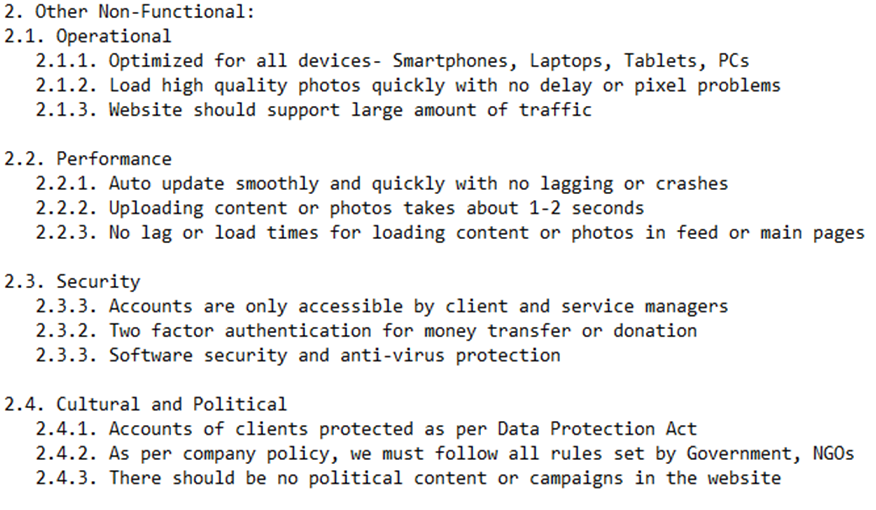 2. Other Non-Functional:
2.1. Operational
2.1.1. Optimized for all devices- Smartphones, Laptops, Tablets, PCs
2.1.2. Load high quality photos quickly with no delay or pixel problems
2.1.3. Website should support large amount of traffic
2.2. Performance
2.2.1. Auto update smoothly and quickly with no lagging or crashes
2.2.2. Uploading content or photos takes about 1-2 seconds
2.2.3. No lag or load times for loading content or photos in feed or main pages
2.3. Security
2.3.3. Accounts are only accessible by client and service managers
2.3.2. Two factor authentication for money transfer or donation
2.3.3. Software security and anti-virus protection
2.4. Cultural and Political
2.4.1. Accounts of clients protected as per Data Protection Act
2.4.2. As per company policy, we must follow all rules set by Government, NGOs
2.4.3. There should be no political content or campaigns in the website